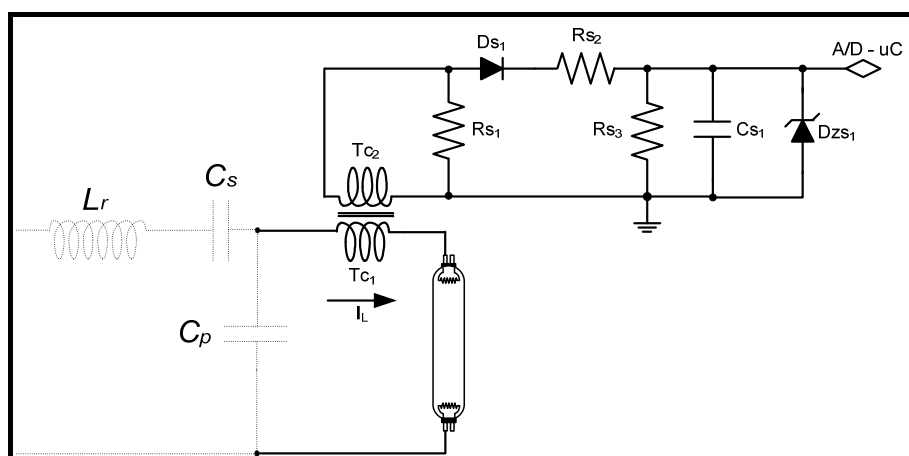 A/D - uC
Ds1
Rs2
Rs1
Rs3
Cs1
Dzs1
Tc2
Cs
Lr
Tc1
IL
Cp